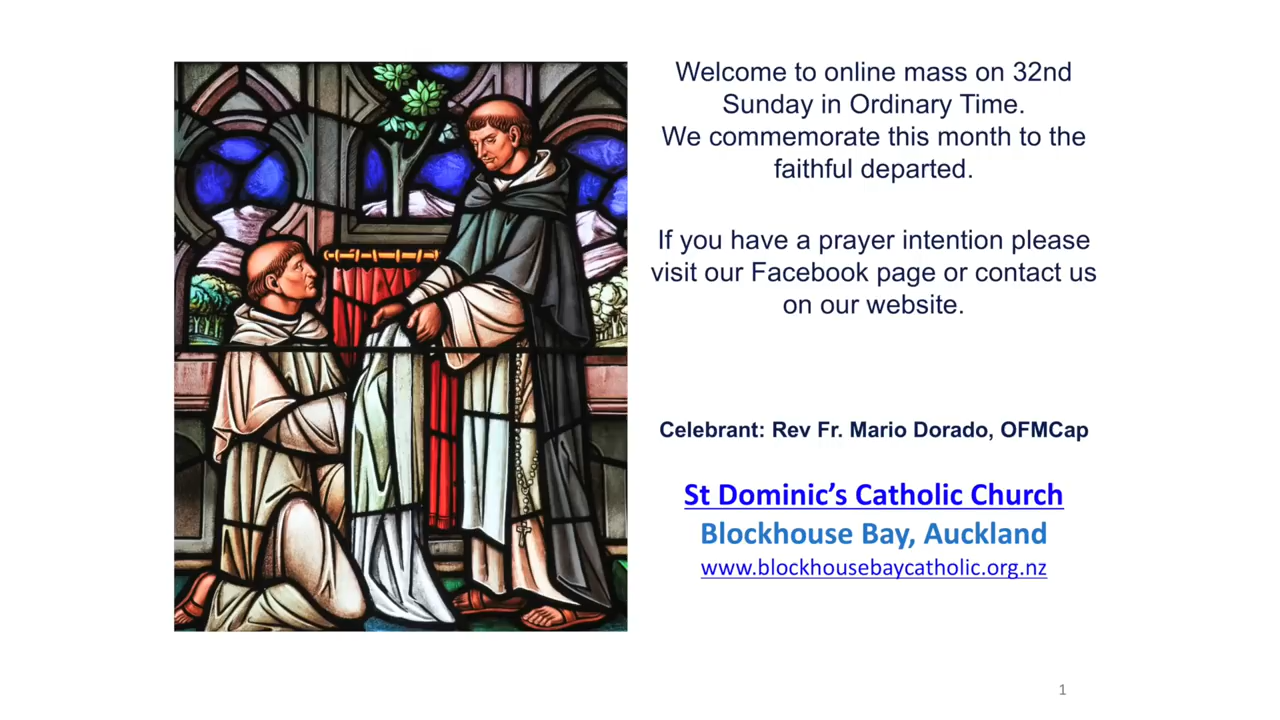 Welcome to online mass on 32nd
Sunday in Ordinary Time.
We commemorate this month to the
faithful departed.
If you have a prayer intention please
visit our Facebook page or contact us
on our website.
Celebrant: Rev Fr. Mario Dorado, OFMCap
St Dominic’s Catholic Church
Blockhouse Bay, Auckland
www.blockhousebaycatholic.org.nz
1